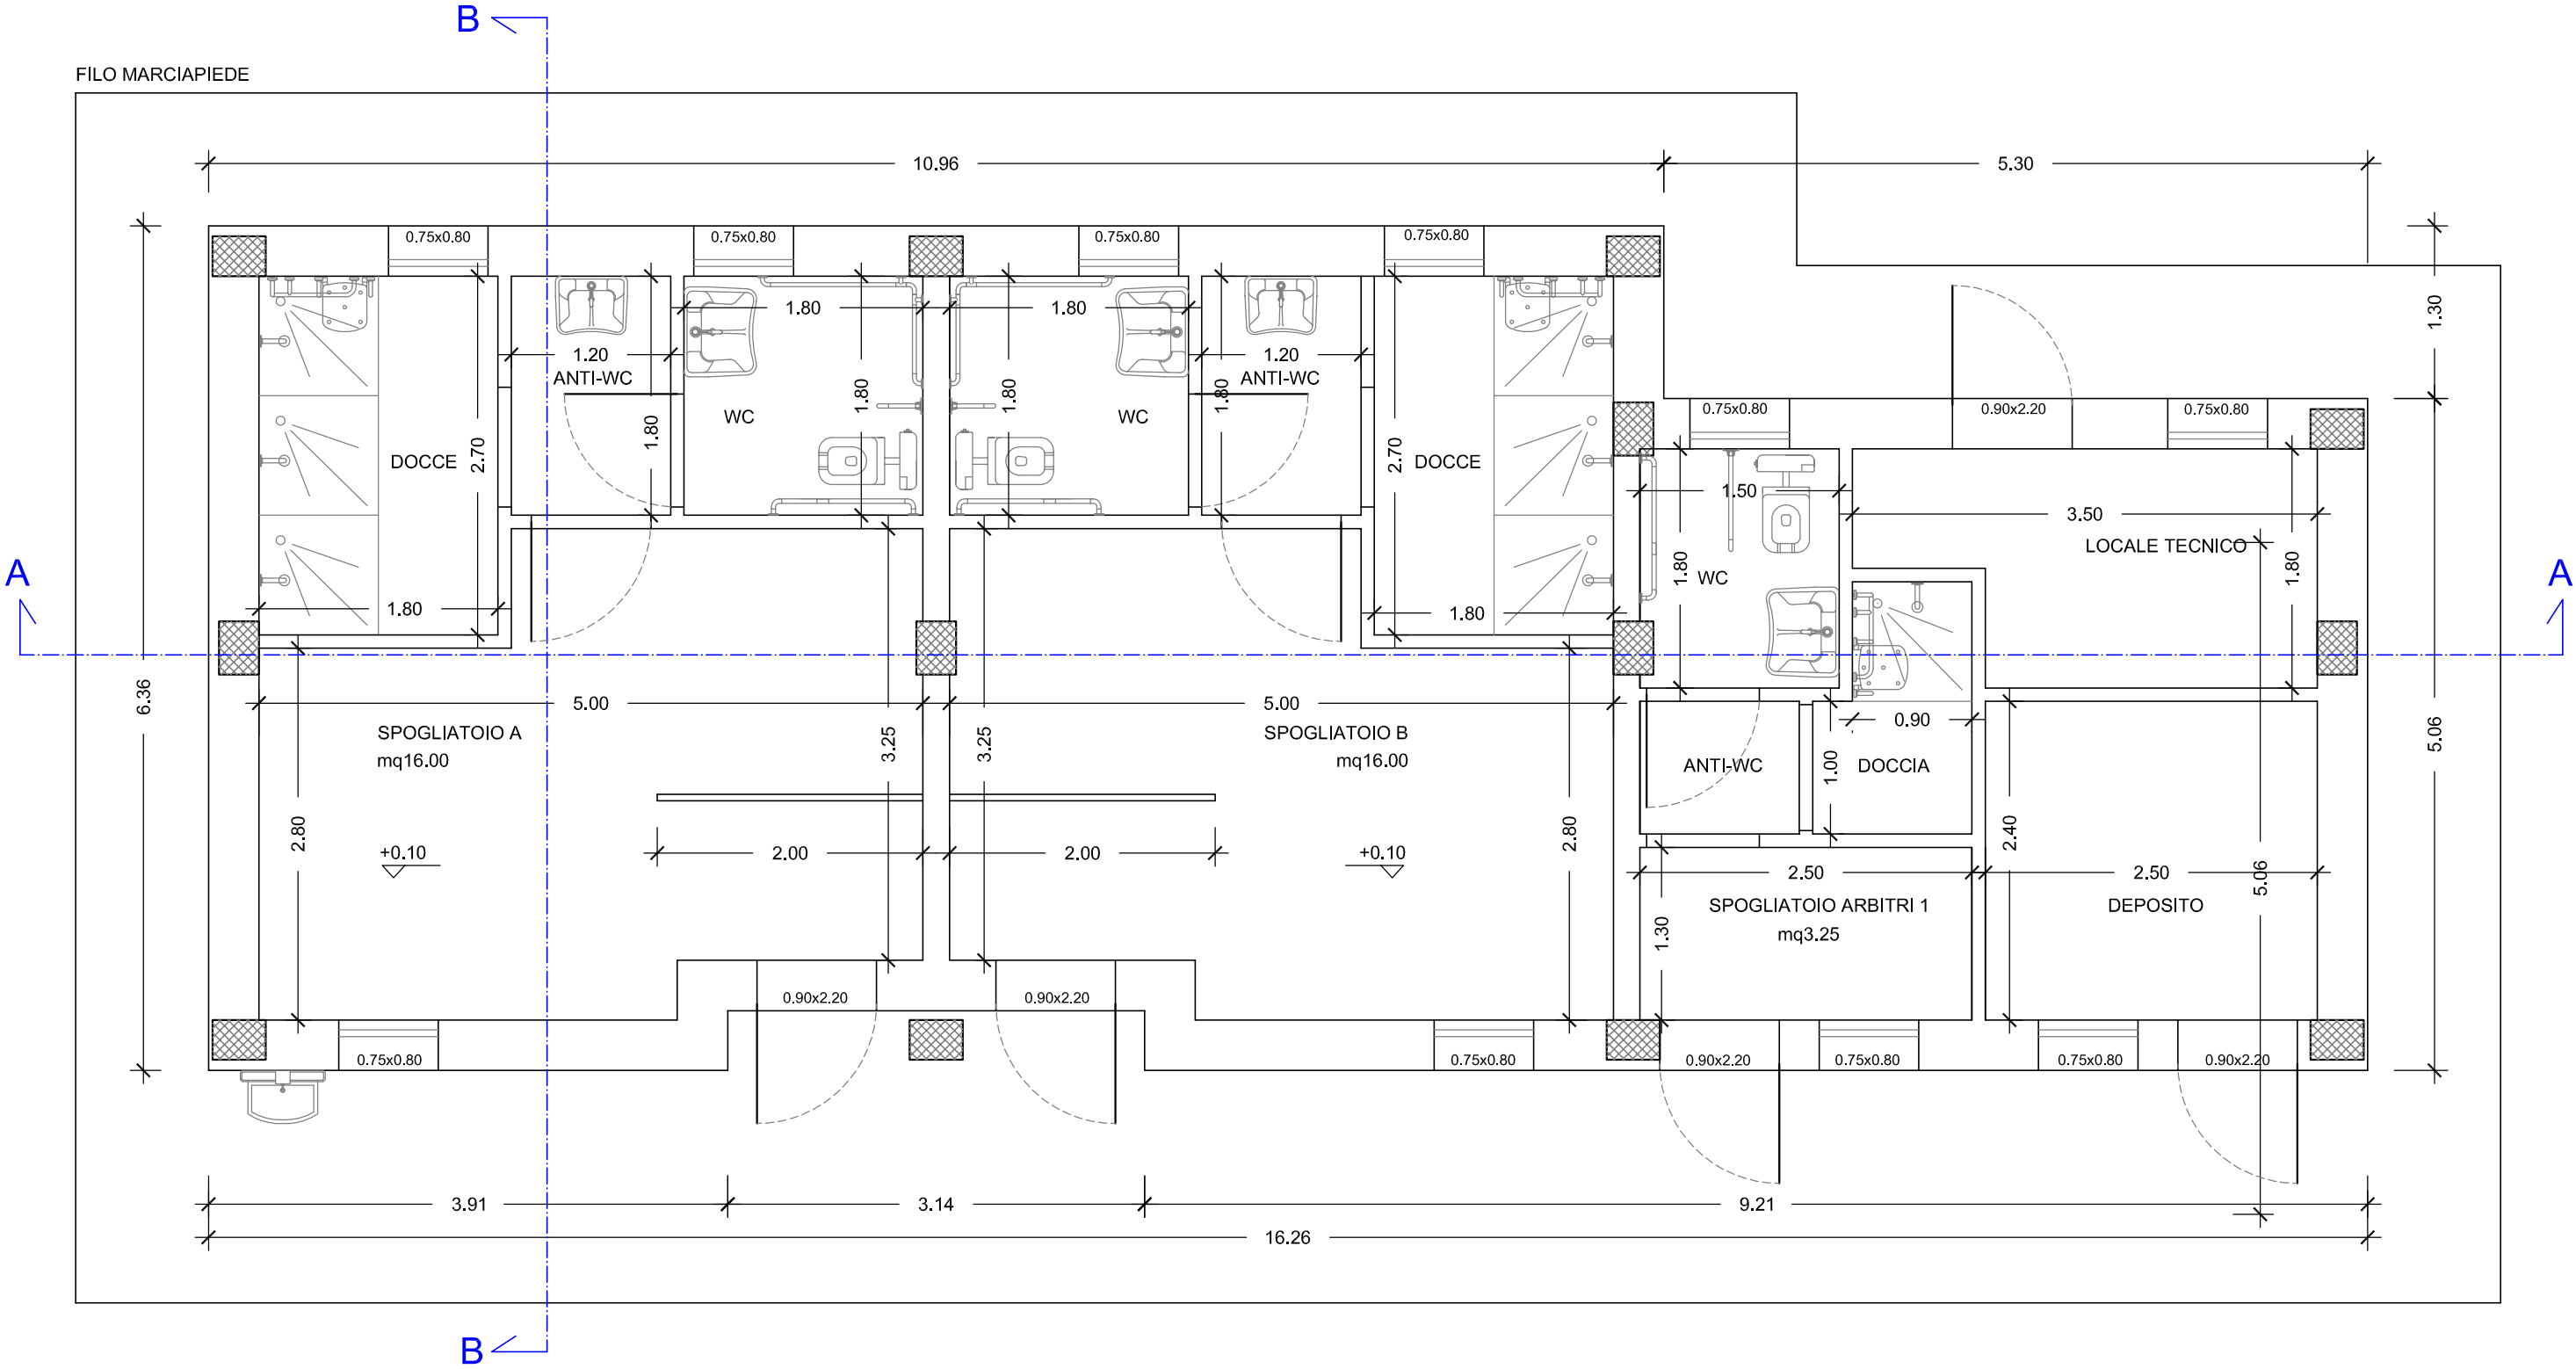 B
FILO MARCIAPIEDE
10.96
5.30
0.75x0.80
0.75x0.80
0.75x0.80
0.75x0.80
1.30
1.80
1.80
1.20
1.20
ANTI-WC
ANTI-WC
1.80
1.80
1.80
1.80
WC
WC
0.75x0.80
0.90x2.20
0.75x0.80
1.80
DOCCE
2.70
2.70
DOCCE
1.50
3.50
LOCALE TECNICO
A
A
1.80
WC
1.80
1.80
1.80
6.36
5.00
5.00
0.90
5.06
SPOGLIATOIO A
mq16.00
3.25
3.25
SPOGLIATOIO B
mq16.00
ANTI-WC
1.00
DOCCIA
2.80
2.00
2.00
2.80
2.40
+0.10
+0.10
2.50
2.50
5.06
SPOGLIATOIO ARBITRI 1
mq3.25
DEPOSITO
1.30
0.90x2.20
0.90x2.20
0.75x0.80
0.75x0.80
0.90x2.20
0.75x0.80
0.75x0.80
0.90x2.20
3.91
3.14
9.21
16.26
B